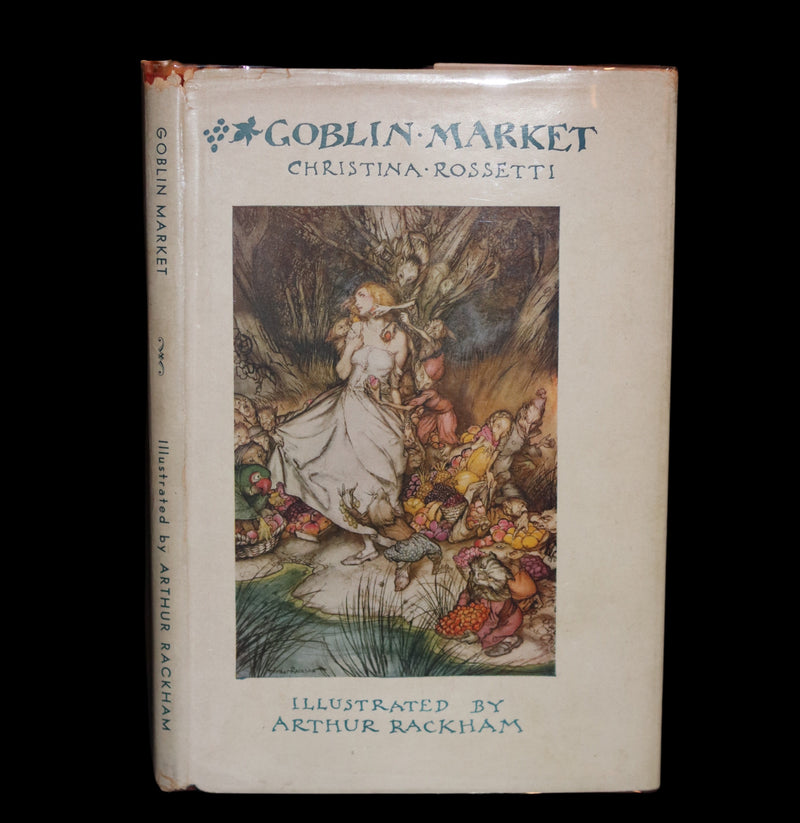 GOBLIN·MARKET
CHRISTINA·ROSSETTI
ILLUSTRATED BY
ARTHUR RACKHAM
GOBLIN MARKET
Illustrated by ARTHUR RACKHAM